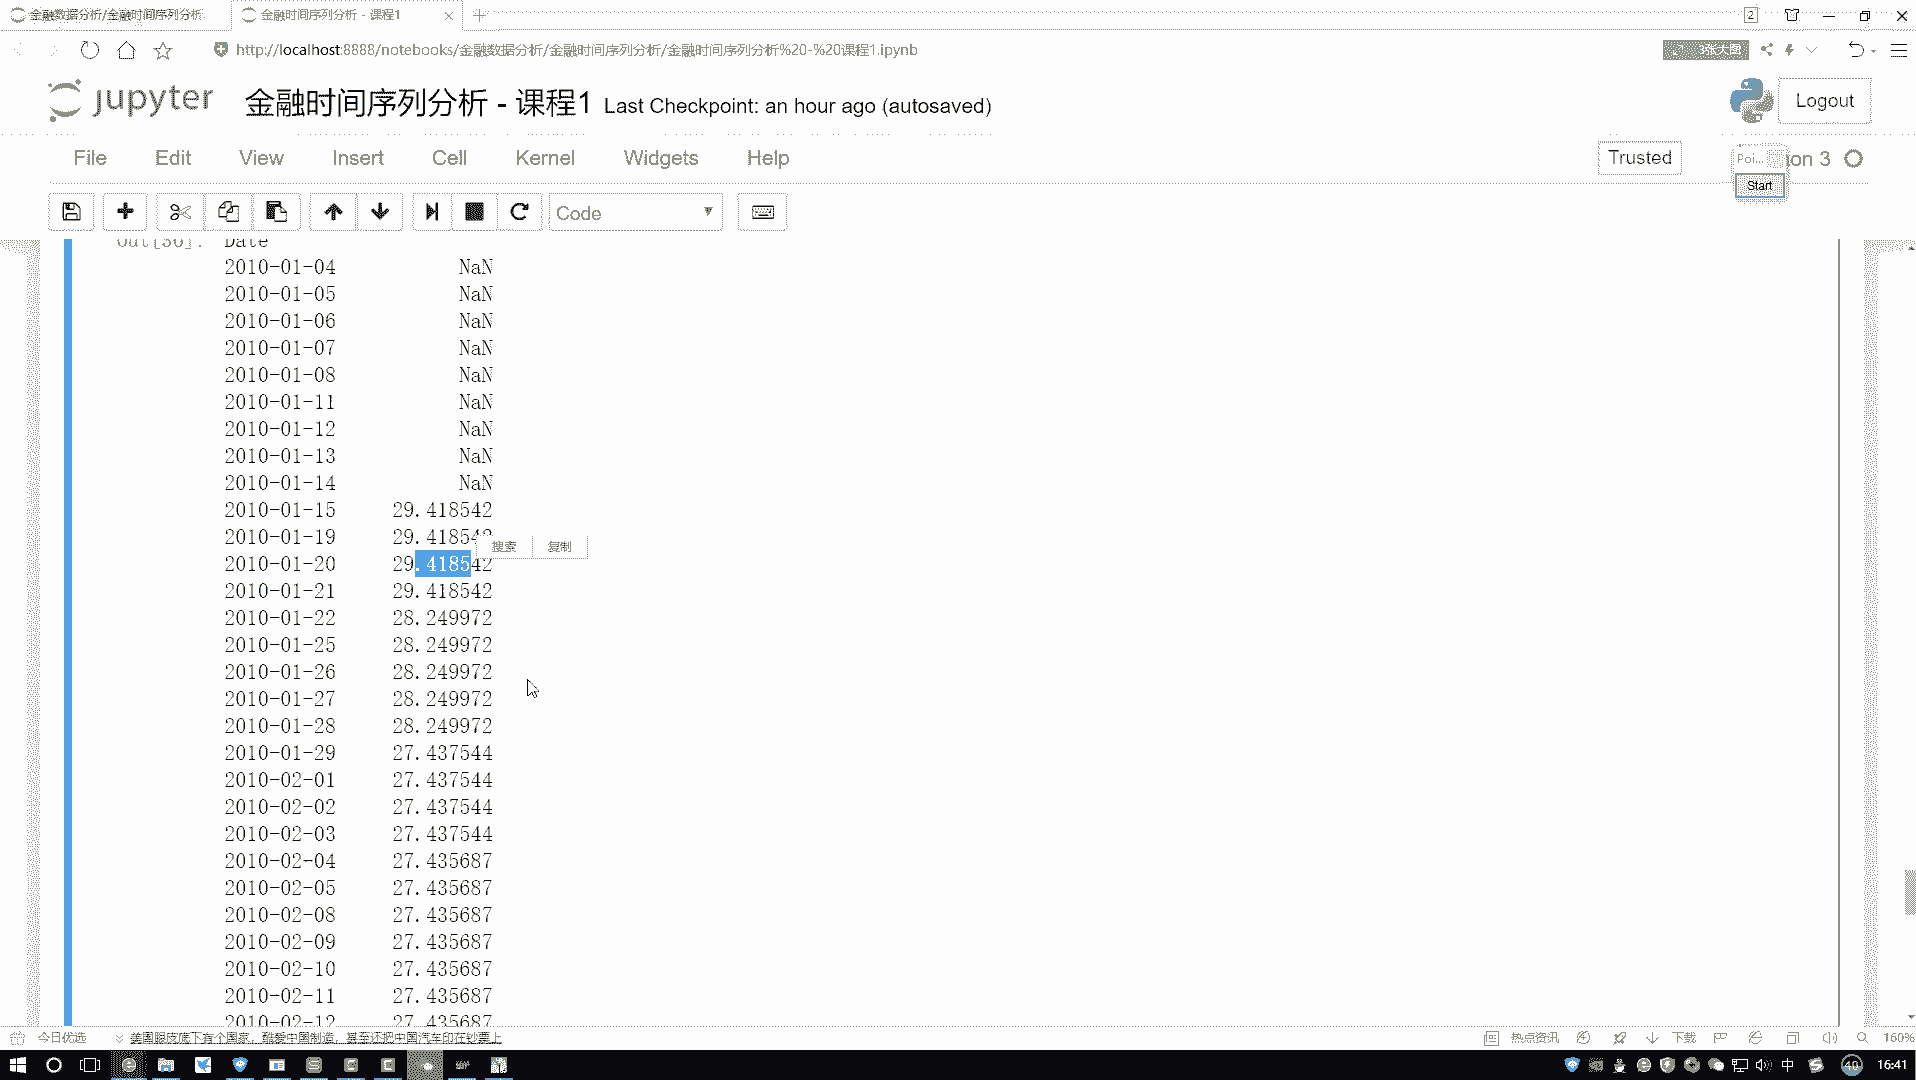 金融数据分析/金融时间序列分析
金融时间序列分析 - 课程1
2
http://localhost:8888/notebooks/金融数据分析/金融时间序列分析/金融时间序列分析%20-%20课程1.ipynb
3张大图
jupyter 金融时间序列分析 - 课程1 Last Checkpoint: an hour ago (autosaved)
Logout
File Edit View Insert Cell Kernel Widgets Help
Trusted
Poi...
ion 3
Start
Code
Out[30]: Date
2010-01-04 NaN
2010-01-05 NaN
2010-01-06 NaN
2010-01-07 NaN
2010-01-08 NaN
2010-01-11 NaN
2010-01-12 NaN
2010-01-13 NaN
2010-01-14 NaN
2010-01-15 29.418542
2010-01-19 29.418542
搜索 复制
2010-01-20 29.418542
2010-01-21 29.418542
2010-01-22 28.249972
2010-01-25 28.249972
2010-01-26 28.249972
2010-01-27 28.249972
2010-01-28 28.249972
2010-01-29 27.437544
2010-02-01 27.437544
2010-02-02 27.437544
2010-02-03 27.437544
2010-02-04 27.435687
2010-02-05 27.435687
2010-02-08 27.435687
2010-02-09 27.435687
2010-02-10 27.435687
2010-02-11 27.435687
2010-02-12 27.435687
今日优选
美国眼皮底下有个国家，酷爱中国制造，甚至还把中国汽车印在钞票上
热点资讯
下载
160%
中
40
16:41